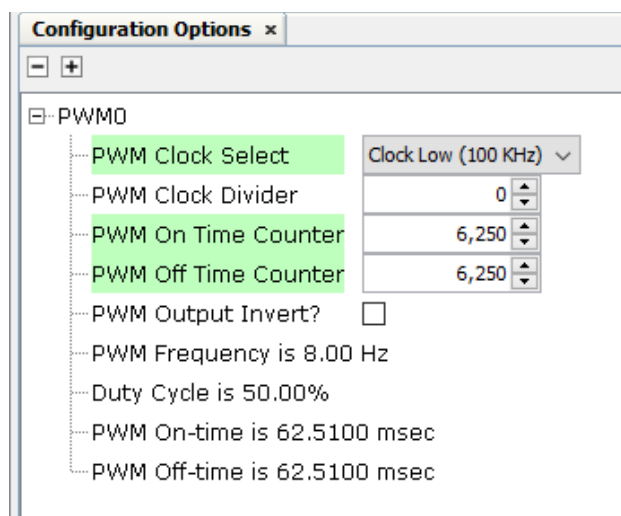 Configuration Options ×
PWM0
PWM Clock Select Clock Low (100 KHz)
PWM Clock Divider 0
PWM On Time Counter 6,250
PWM Off Time Counter 6,250
PWM Output Invert?
PWM Frequency is 8.00 Hz
Duty Cycle is 50.00%
PWM On-time is 62.5100 msec
PWM Off-time is 62.5100 msec